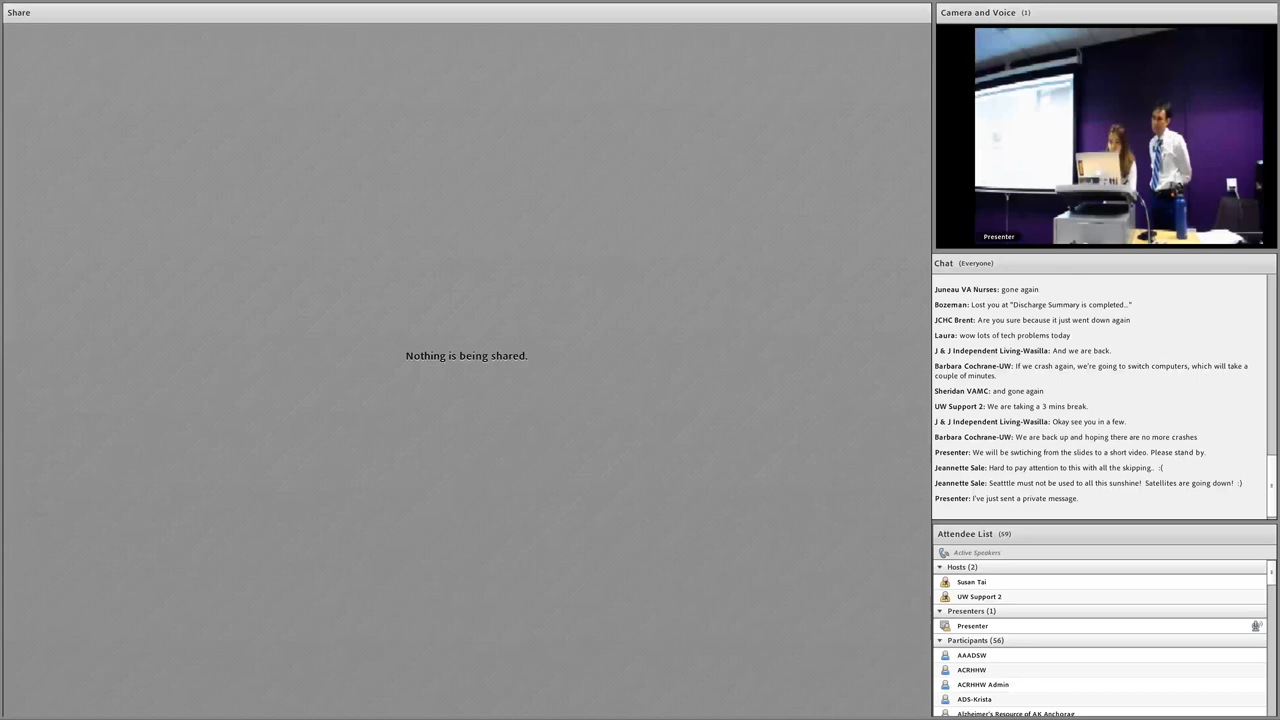 Share
Nothing is being shared.
Camera and Voice (1)
Presenter
Chat (Everyone)
Juneau VA Nurses: gone again
Bozeman: Lost you at "Discharge Summary is completed.."
JCHC Brent: Are you sure because it just went down again
Laura: wow lots of tech problems today
J & J Independent Living-Wasilla: And we are back.
Barbara Cochrane-UW: If we crash again, we're going to switch computers, which will take a
couple of minutes.
Sheridan VAMC: and gone again
UW Support 2: We are taking a 3 mins break.
J & J Independent Living-Wasilla: Okay see you in a few.
Barbara Cochrane-UW: We are back up and hoping there are no more crashes
Presenter: We will be swtiching from the slides to a short video. Please stand by.
Jeannette Sale: Hard to pay attention to this with all the skipping.. :(
Jeannette Sale: Seatttle must not be used to all this sunshine! Satellites are going down! :)
Presenter: I've just sent a private message.
Attendee List (59)
Active Speakers
Hosts (2)
Susan Tai
UW Support 2
Presenters (1)
Presenter
Participants (56)
AAADSW
ACRHHW
ACRHHW Admin
ADS-Krista
Alzheimer's Resource of AK Anchorag